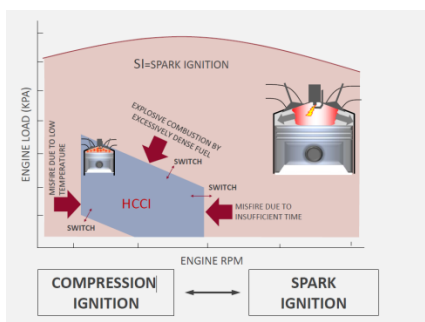 SI=SPARK IGNITION
ENGINE LOAD (KPA)
EXPLOSIVE COMBUSTION BY
EXCESSIVELY DENSE FUEL
MISFIRE DUE TO LOW
TEMPERATURE
SWITCH
SWITCH
HCCI
MISFIRE DUE TO
INSUFFICIENT TIME
SWITCH
ENGINE RPM
COMPRESSION
IGNITION
SPARK
IGNITION